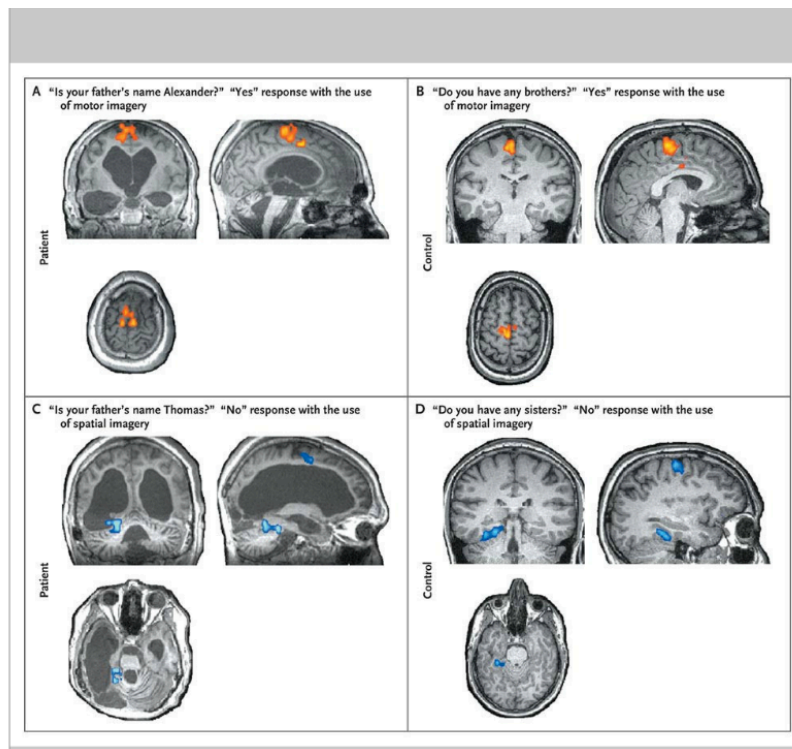 A "Is your father's name Alexander?" "Yes" response with the use
of motor imagery
Patient
B "Do you have any brothers?" "Yes" response with the use
of motor imagery
Control
C "Is your father's name Thomas?" "No" response with the use
of spatial imagery
Patient
D "Do you have any sisters?" "No" response with the use
of spatial imagery
Control